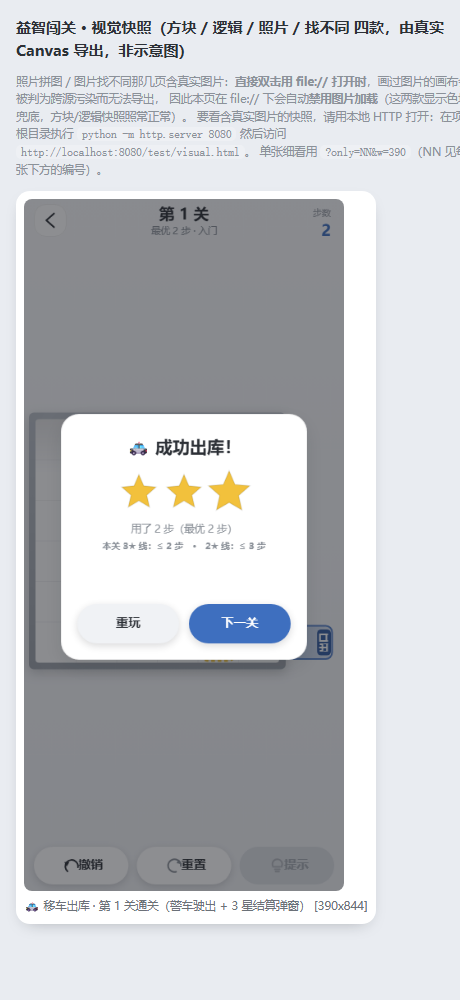 益智闯关 · 视觉快照（方块 / 逻辑 / 照片 / 找不同 四款，由真实
Canvas 导出，非示意图）
照片拼图 / 图片找不同那几页含真实图片：直接双击用 file:// 打开时，画过图片的画布
被判为跨源污染而无法导出， 因此本页在 file:// 下会自动禁用图片加载（这两款显示色
兜底，方块/逻辑快照照常正常）。 要看含真实图片的快照，请用本地 HTTP 打开：在项
根目录执行 python -m http.server 8080 然后访问
http://localhost:8080/test/visual.html 。 单张细看用 ?only=NN&w=390 （NN 见每
张下方的编号）。
第 1 关
最优 2 步 · 入门
步数
2
成功出库！
用了 2 步（最优 2 步）
本关 3★ 线：≤ 2 步 · 2★ 线：≤ 3 步
重玩
下一关
撤销
重置
提示
移车出库 · 第 1 关通关（警车驶出 + 3 星结算弹窗） [390x844]